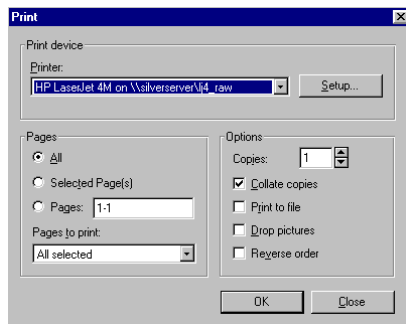 Print
Print device
Printer:
HP LaserJet 4M on \\silverserver\lj4_raw
Setup...
Pages
All
Selected Page(s)
Pages: 1-1
Pages to print:
All selected
Options
Copies: 1
Collate copies
Print to file
Drop pictures
Reverse order
OK
Close